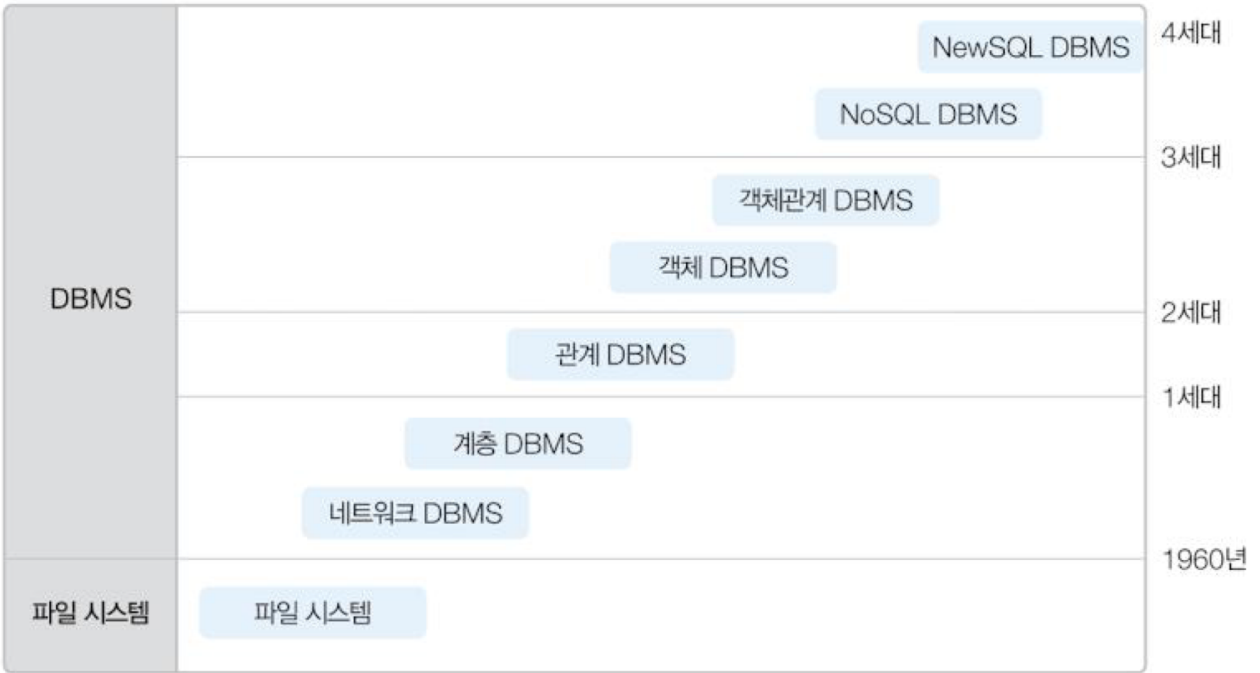 4세대
NewSQL DBMS
NoSQL DBMS
3세대
객체관계 DBMS
객체 DBMS
DBMS
2세대
관계 DBMS
1세대
계층 DBMS
네트워크 DBMS
1960년
파일 시스템
파일 시스템